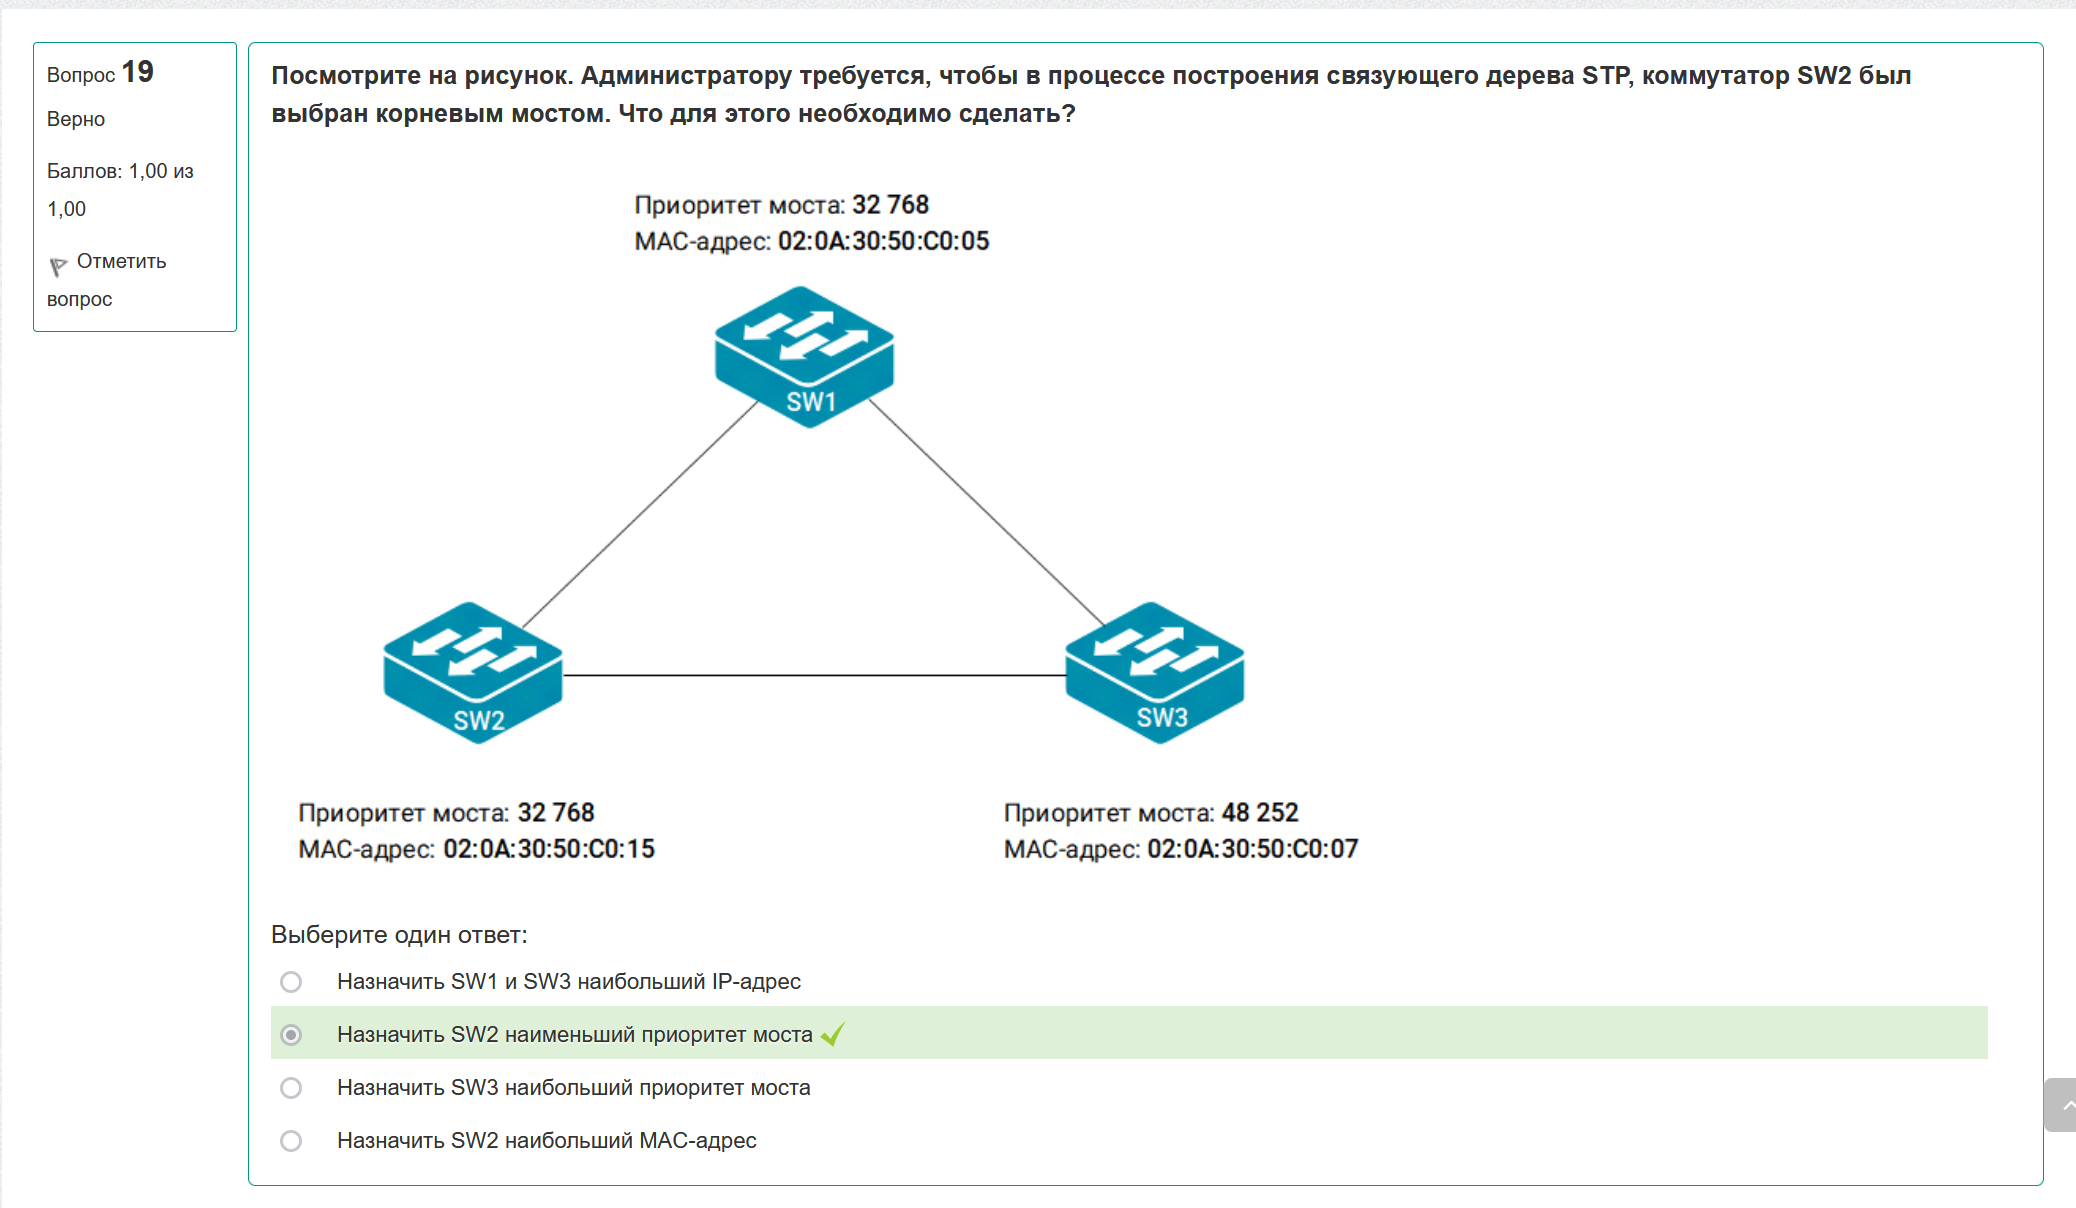 Вопрос 19
Верно
Баллов: 1,00 из
1,00
Отметить
вопрос
Посмотрите на рисунок. Администратору требуется, чтобы в процессе построения связующего дерева STP, коммутатор SW2 был
выбран корневым мостом. Что для этого необходимо сделать?
Приоритет моста: 32 768
MAC-адрес: 02:0A:30:50:C0:05
SW1
SW2
SW3
Приоритет моста: 32 768
MAC-адрес: 02:0A:30:50:C0:15
Приоритет моста: 48 252
MAC-адрес: 02:0A:30:50:C0:07
Выберите один ответ:
Назначить SW1 и SW3 наибольший IP-адрес
Назначить SW2 наименьший приоритет моста
Назначить SW3 наибольший приоритет моста
Назначить SW2 наибольший MAC-адрес